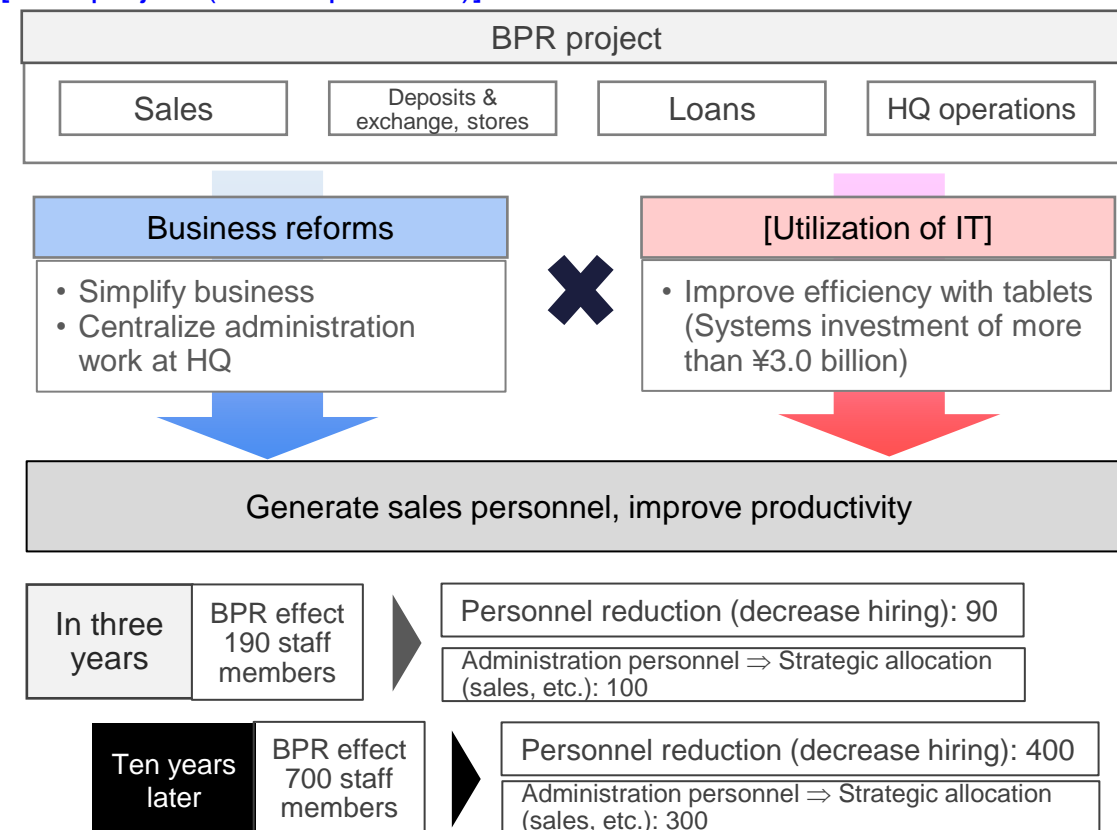 BPR project
Sales
Deposits &
exchange, stores
Loans
HQ operations
Business reforms
• Simplify business
• Centralize administration
work at HQ
[Utilization of IT]
• Improve efficiency with tablets
(Systems investment of more
than ¥3.0 billion)
Generate sales personnel, improve productivity
In three
years
BPR effect
190 staff
members
Personnel reduction (decrease hiring): 90
Administration personnel ⇒ Strategic allocation
(sales, etc.): 100
Ten years
later
BPR effect
700 staff
members
Personnel reduction (decrease hiring): 400
Administration personnel ⇒ Strategic allocation
(sales, etc.): 300